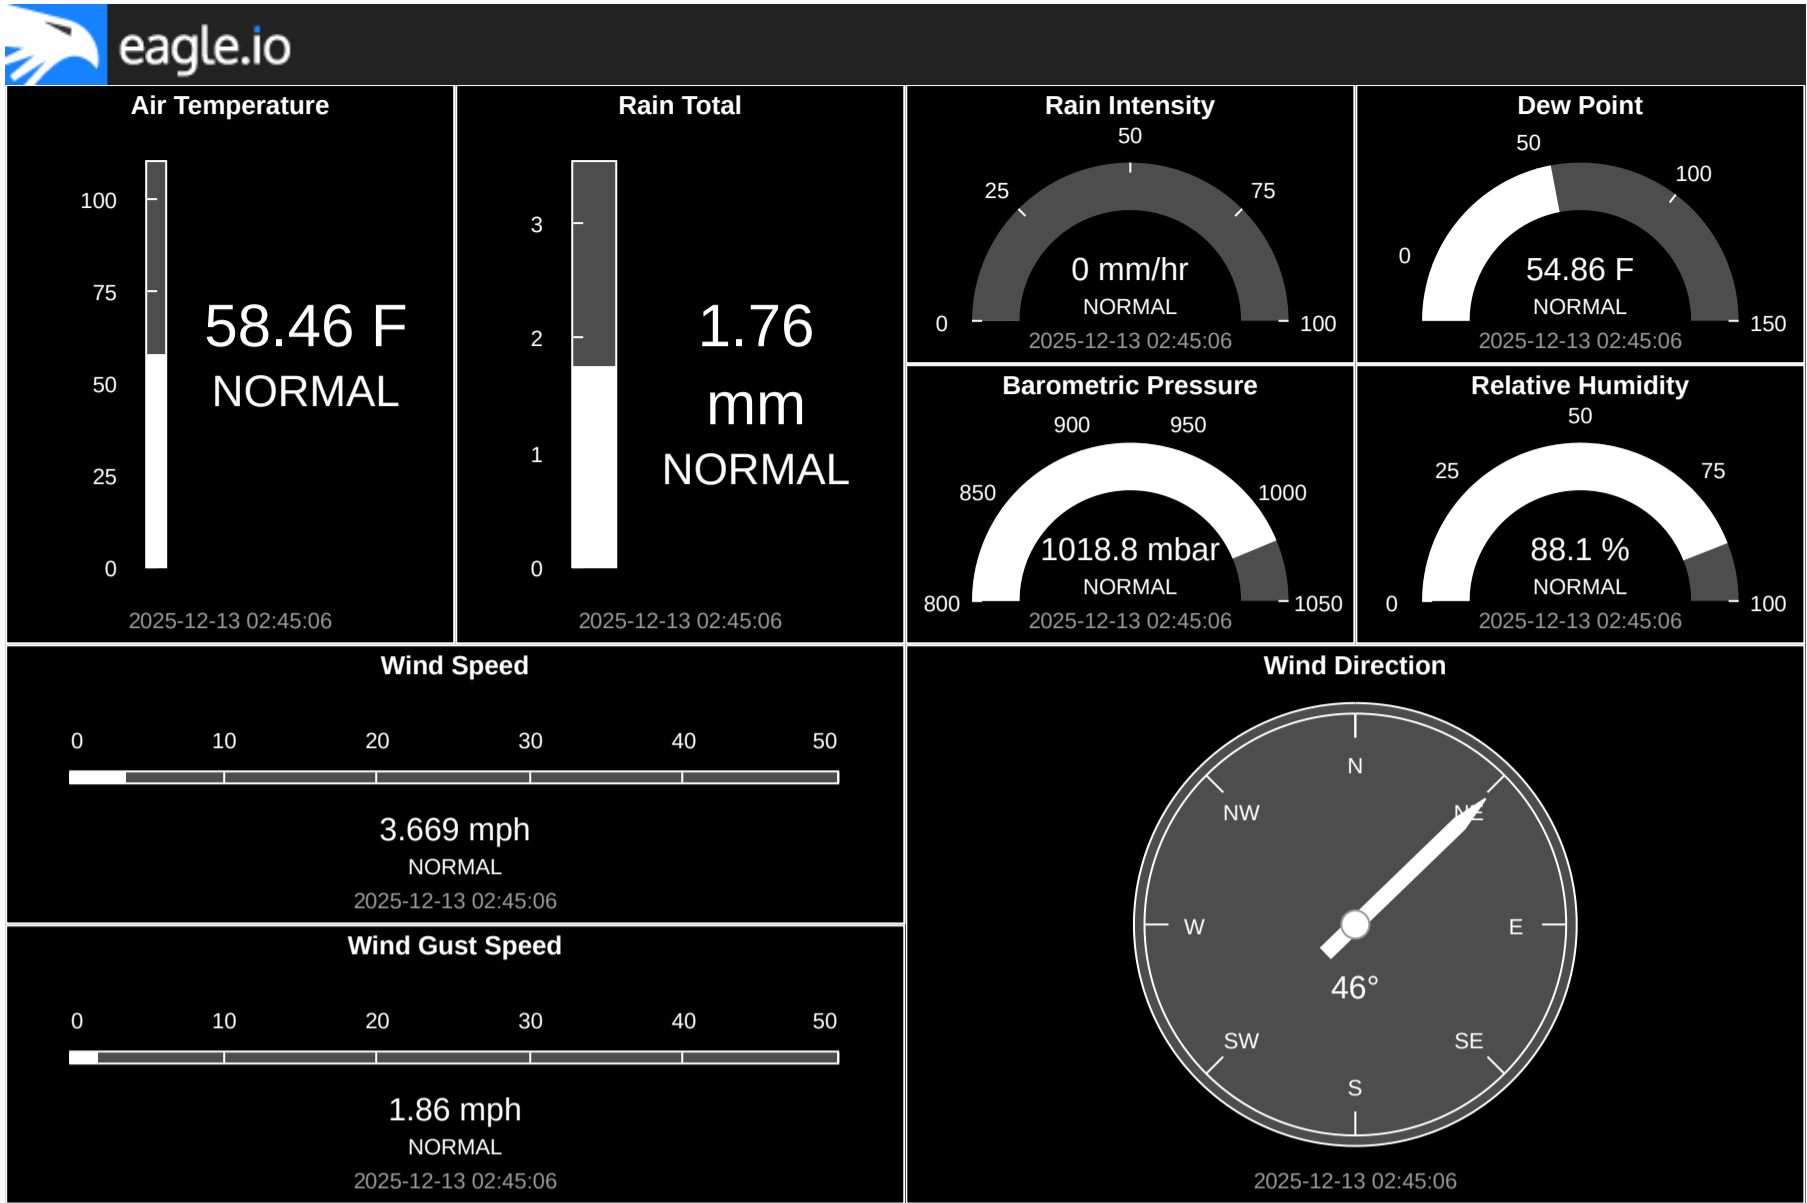 eagle.io
Air Temperature
100
75
50
25
0
58.46 F
NORMAL
2025-12-13 02:45:06
Rain Total
3
2
1
0
1.76
mm
NORMAL
2025-12-13 02:45:06
Rain Intensity
50
25
75
0
100
0 mm/hr
NORMAL
2025-12-13 02:45:06
Dew Point
50
100
0
150
54.86 F
NORMAL
2025-12-13 02:45:06
Barometric Pressure
900
950
850
1000
800
1050
1018.8 mbar
NORMAL
2025-12-13 02:45:06
Relative Humidity
50
25
75
0
100
88.1 %
NORMAL
2025-12-13 02:45:06
Wind Speed
0 10 20 30 40 50
3.669 mph
NORMAL
2025-12-13 02:45:06
Wind Gust Speed
0 10 20 30 40 50
1.86 mph
NORMAL
2025-12-13 02:45:06
Wind Direction
N
NW NE
W E
46°
SW SE
S
2025-12-13 02:45:06